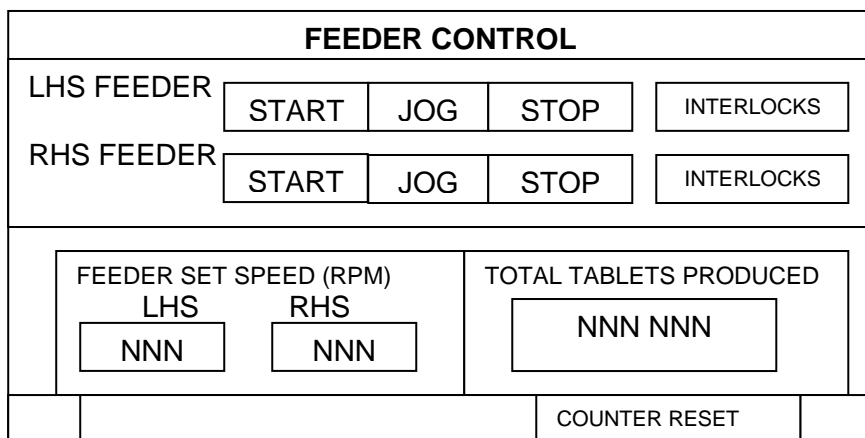 FEEDER CONTROL
LHS FEEDER START JOG STOP INTERLOCKS
RHS FEEDER START JOG STOP INTERLOCKS
FEEDER SET SPEED (RPM) TOTAL TABLETS PRODUCED
LHS RHS
NNN NNN NNN NNN
COUNTER RESET